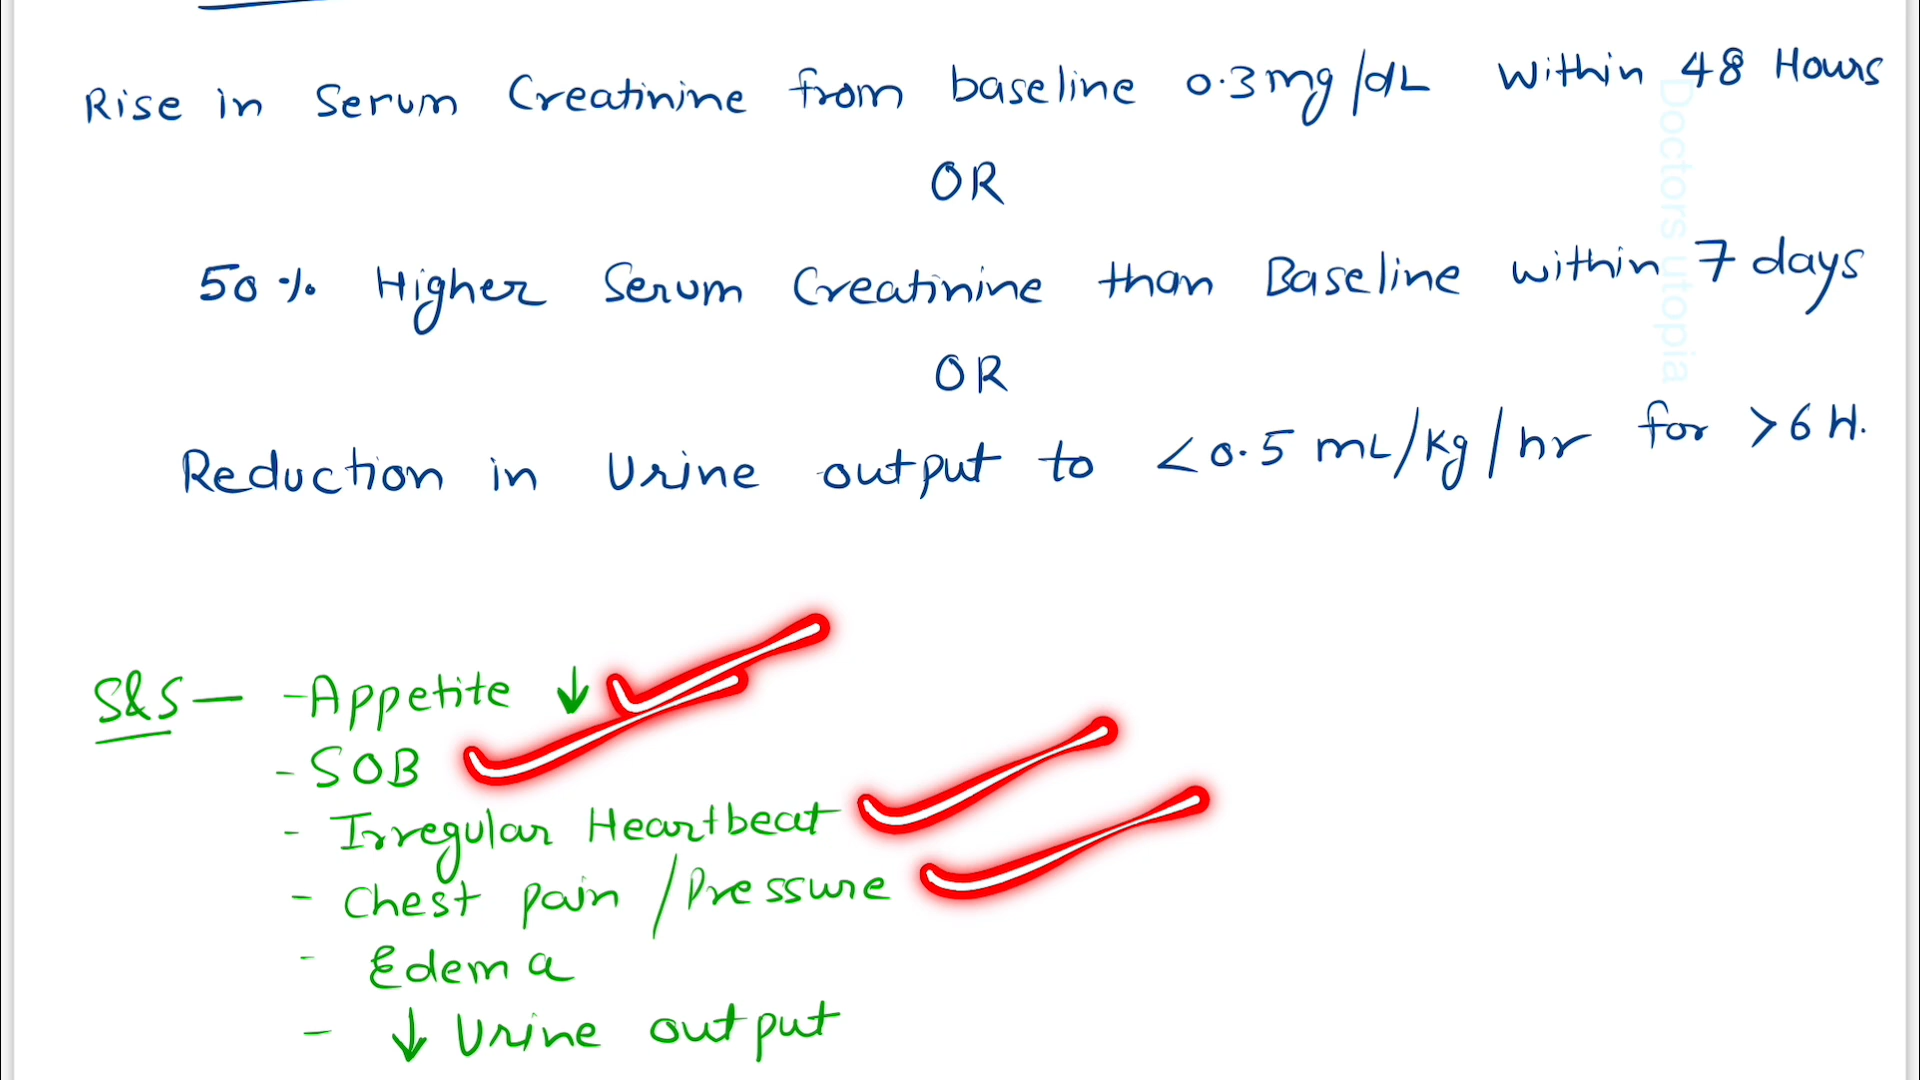 Rise in Serum Creatinine from baseline 0.3mg/dL within 48 Hours
OR
50% Higher Serum Creatinine than Baseline within 7 days
OR
Reduction in Urine output to <0.5 mL/kg/hr for >6 H.
S&S — - Appetite ↓
- SOB
- Irregular Heartbeat
- Chest pain / Pressure
- Edema
- ↓ Urine output
Doctors utopia